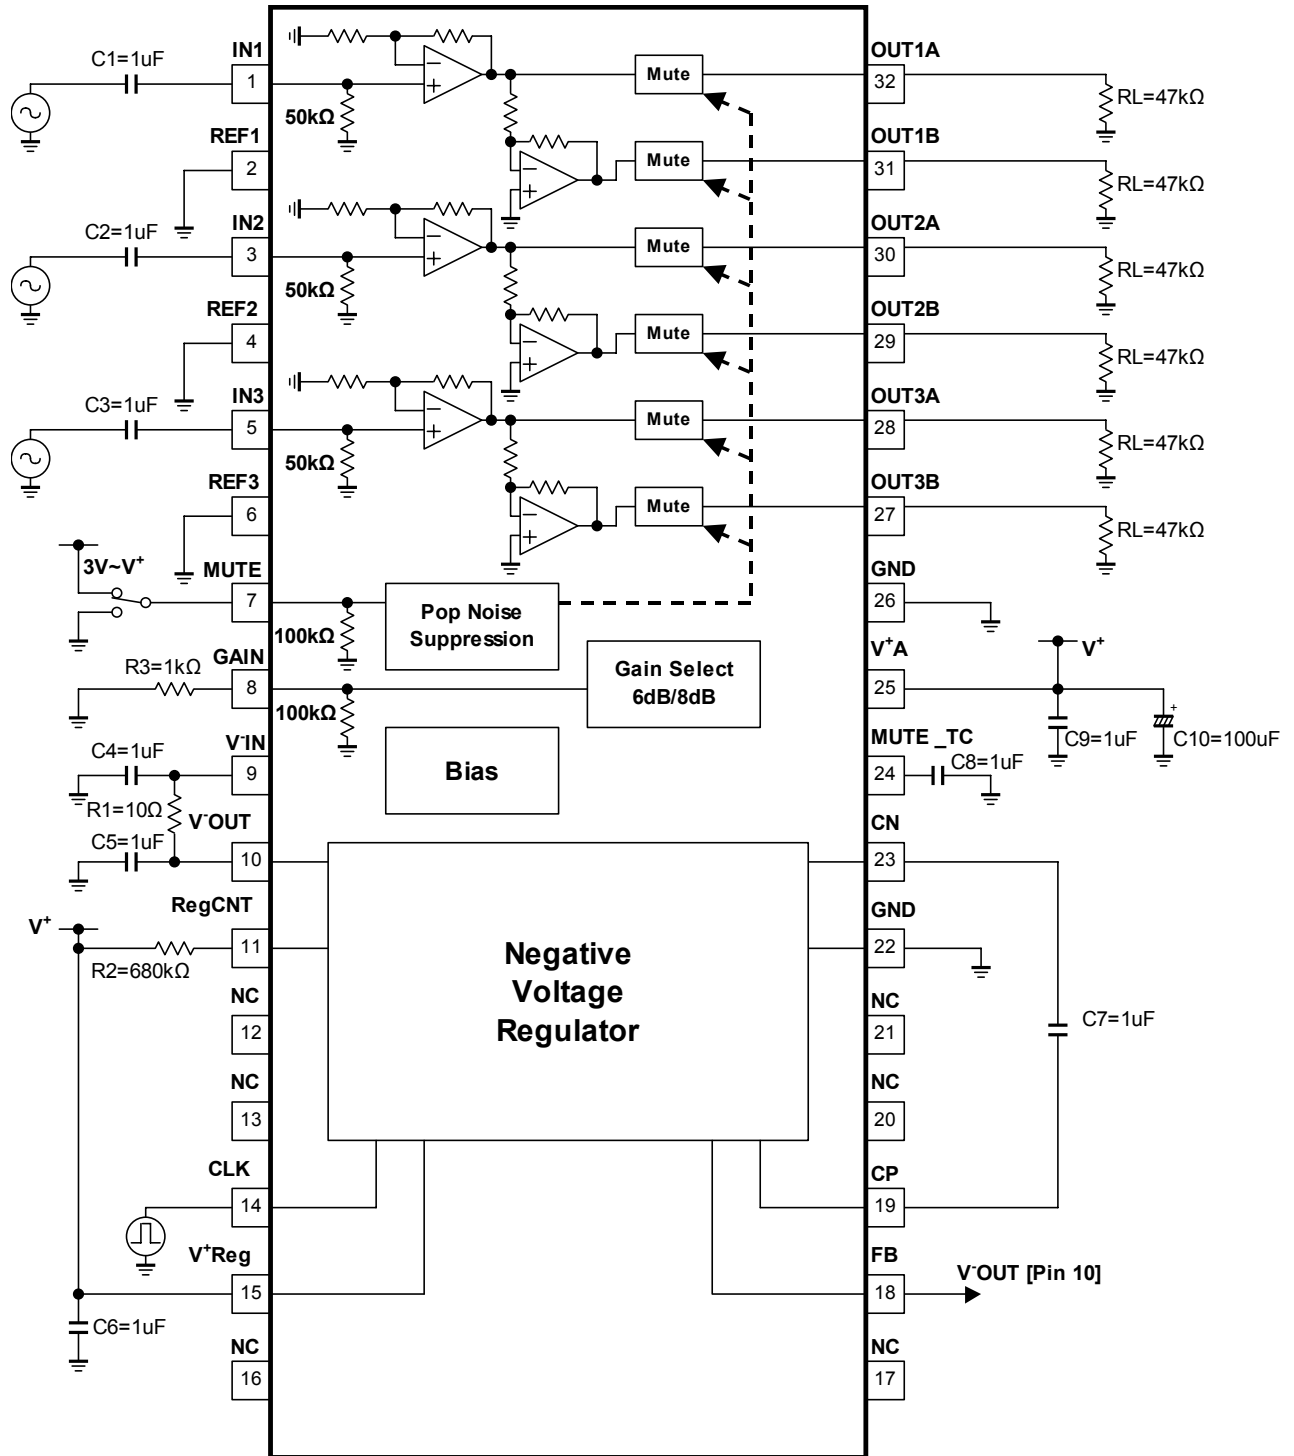 IN1
C1=1uF
1
50kΩ
REF1
2
IN2
C2=1uF
3
50kΩ
REF2
4
IN3
C3=1uF
5
50kΩ
REF3
6
3V~V⁺
MUTE
7
100kΩ
Pop Noise
Suppression
GAIN
R3=1kΩ
8
100kΩ
Gain Select
6dB/8dB
V⁻IN
C4=1uF
9
R1=10Ω
Bias
V⁻OUT
C5=1uF
10
RegCNT
V⁺
11
R2=680kΩ
NC
12
NC
13
CLK
14
V⁺Reg
15
C6=1uF
NC
16
Negative
Voltage
Regulator
Mute
Mute
Mute
Mute
Mute
Mute
OUT1A
32
RL=47kΩ
OUT1B
31
RL=47kΩ
OUT2A
30
RL=47kΩ
OUT2B
29
RL=47kΩ
OUT3A
28
RL=47kΩ
OUT3B
27
RL=47kΩ
GND
26
V⁺A
V⁺
25
C9=1uF
+
C10=100uF
MUTE _TC
24
C8=1uF
CN
23
GND
22
NC
21
C7=1uF
NC
20
CP
19
FB
18
V⁻OUT [Pin 10]
NC
17